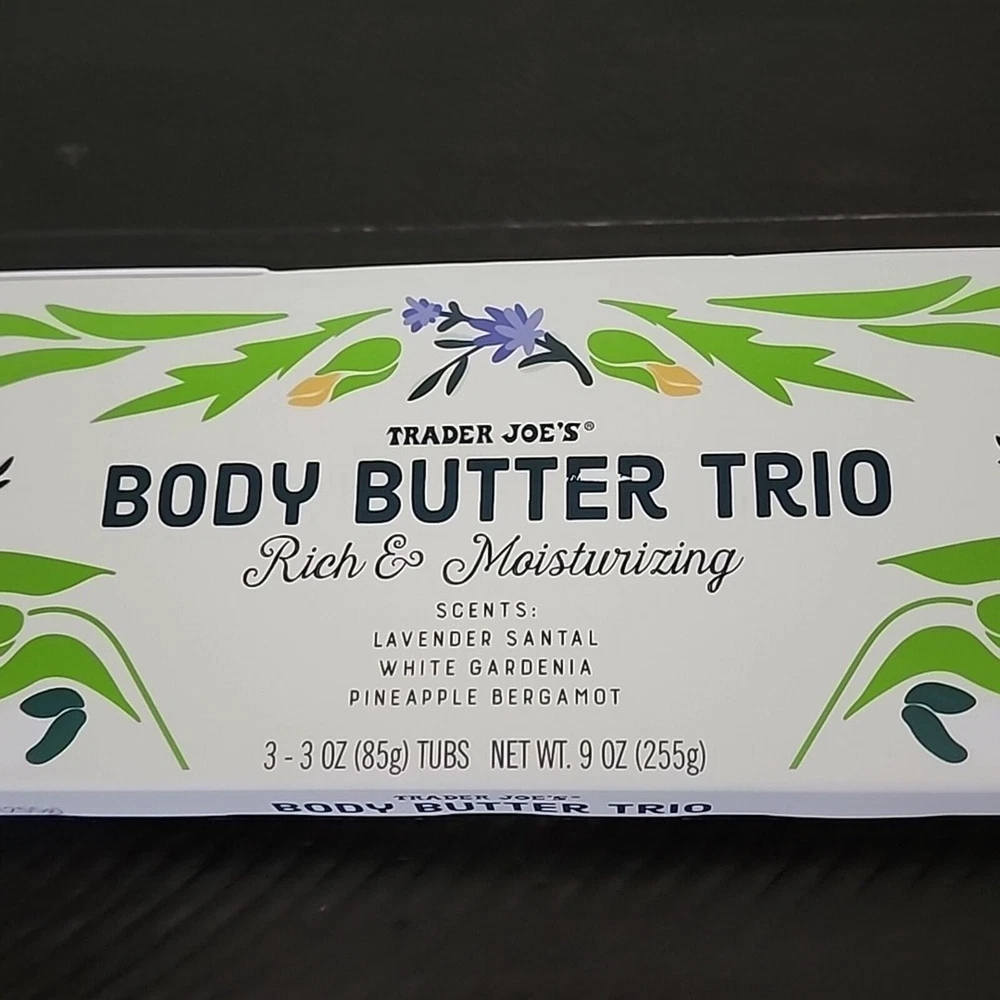 TRADER JOE'S®
BODY BUTTER TRIO
Rich & Moisturizing
SCENTS:
LAVENDER SANTAL
WHITE GARDENIA
PINEAPPLE BERGAMOT
3 - 3 OZ (85g) TUBS NET WT. 9 OZ (255g)
TRADER JOE'S®
BODY BUTTER TRIO